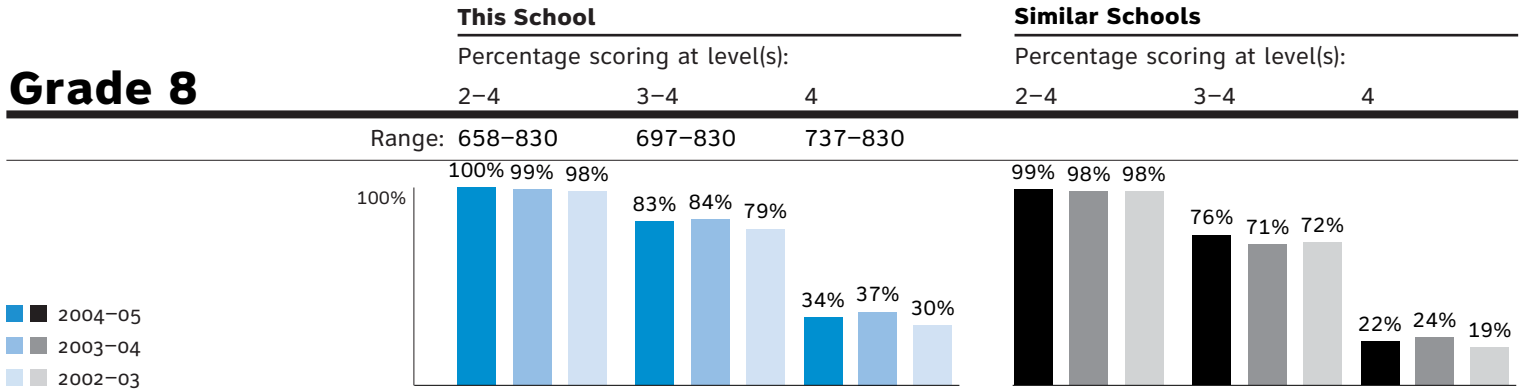 This School Similar Schools
Percentage scoring at level(s): Percentage scoring at level(s):
Grade 8 2–4 3–4 4 2–4 3–4 4
Range: 658–830 697–830 737–830
100% 99% 98% 83% 84% 79% 34% 37% 30% 99% 98% 98% 76% 71% 72% 22% 24% 19%
100%
2004–05
2003–04
2002–03